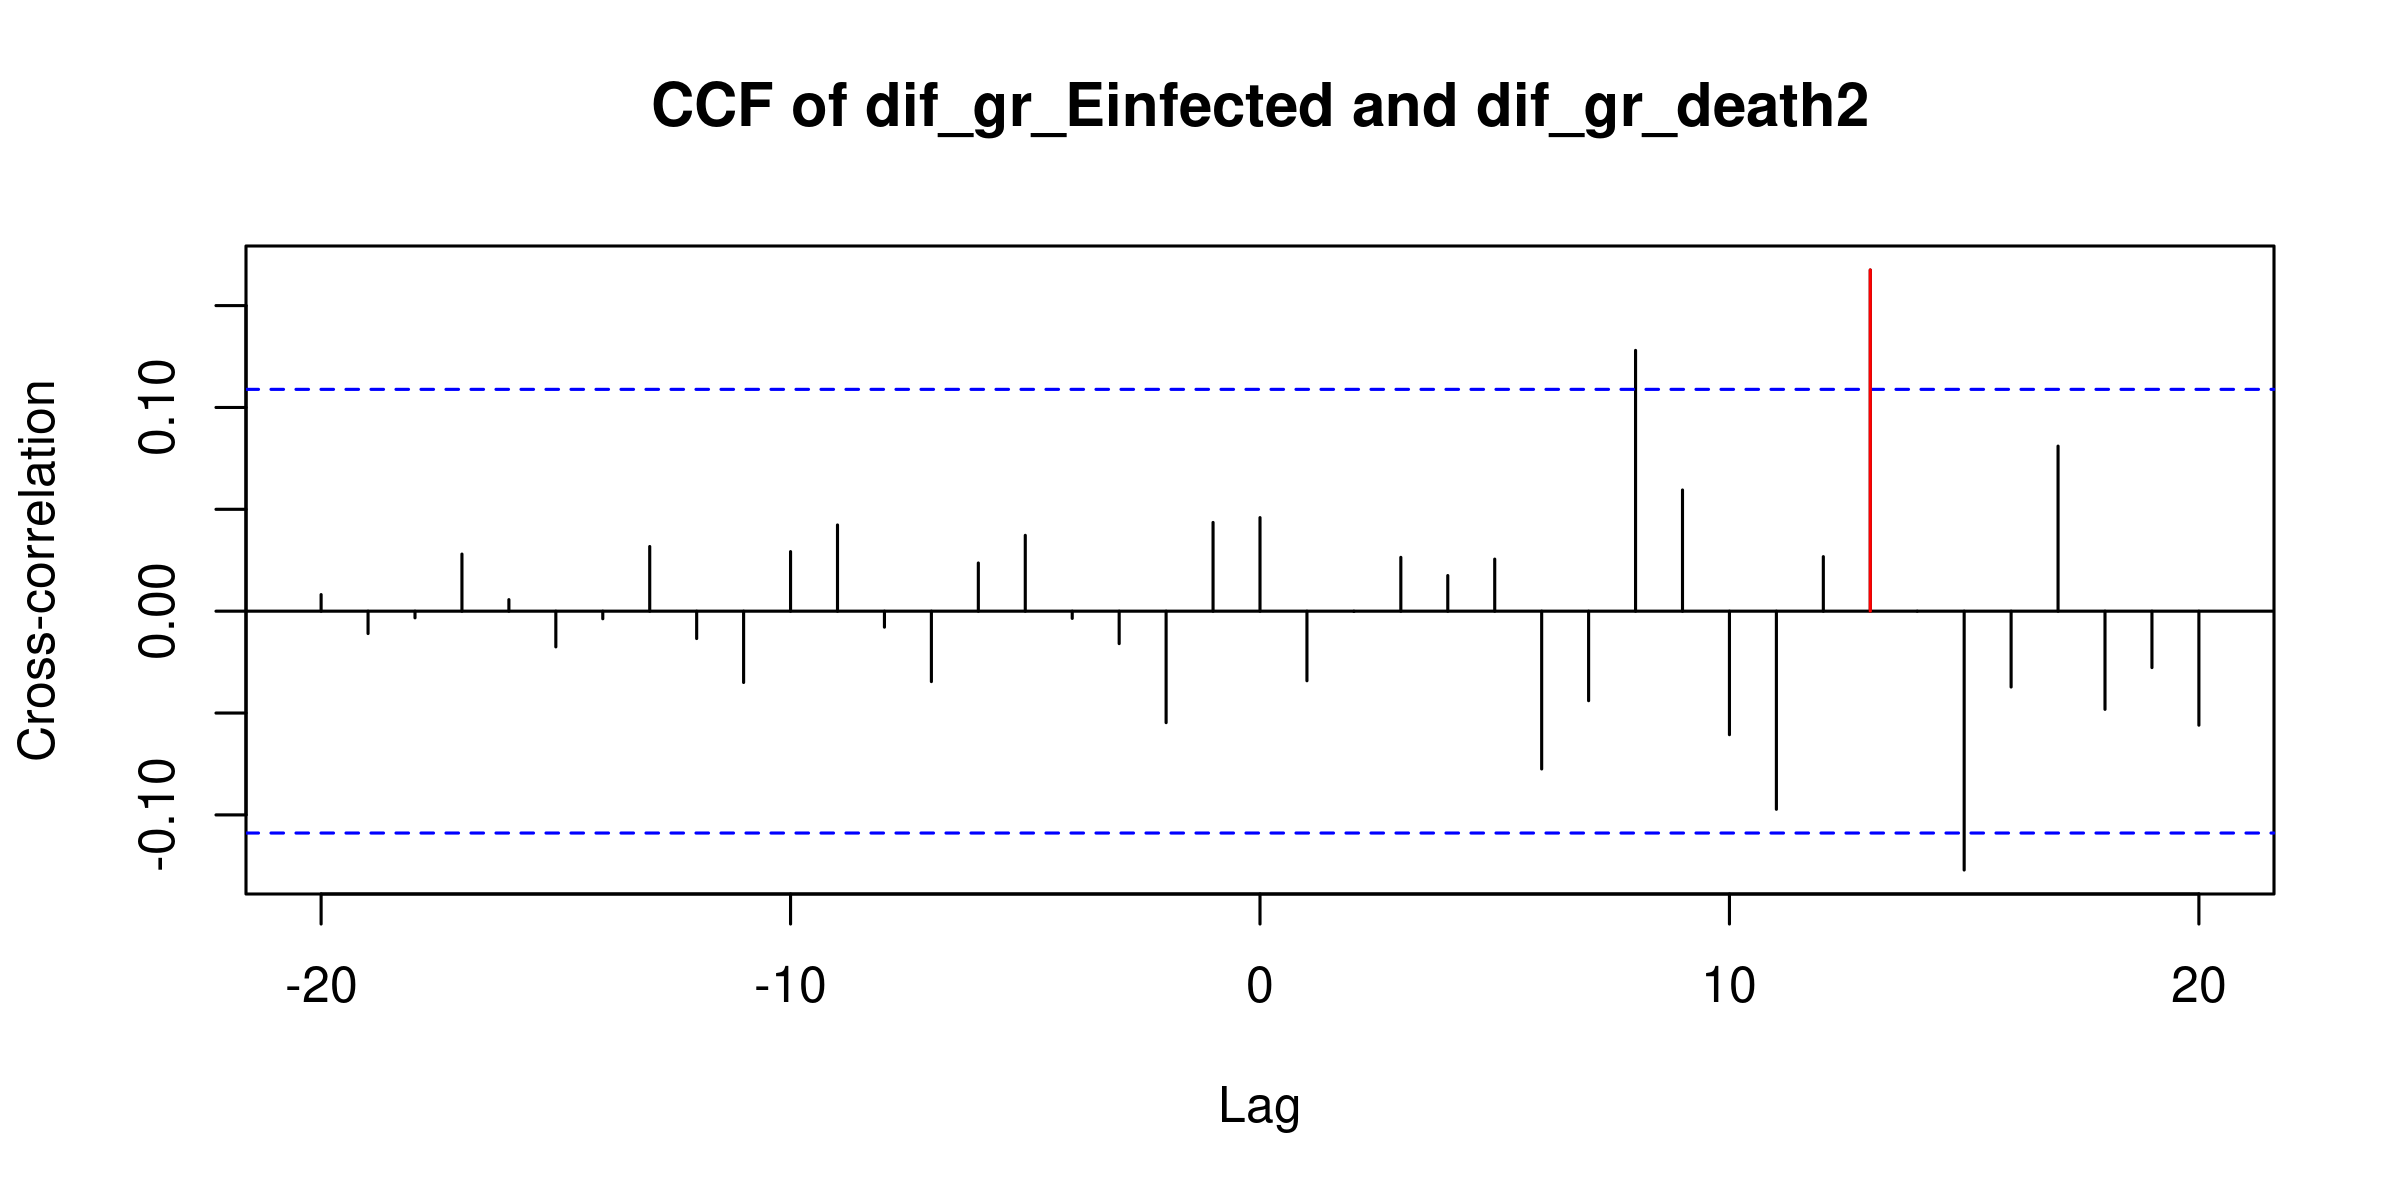 CCF of dif_gr_Einfected and dif_gr_death2
Cross-correlation
0.10
0.00
-0.10
-20 -10 0 10 20
Lag